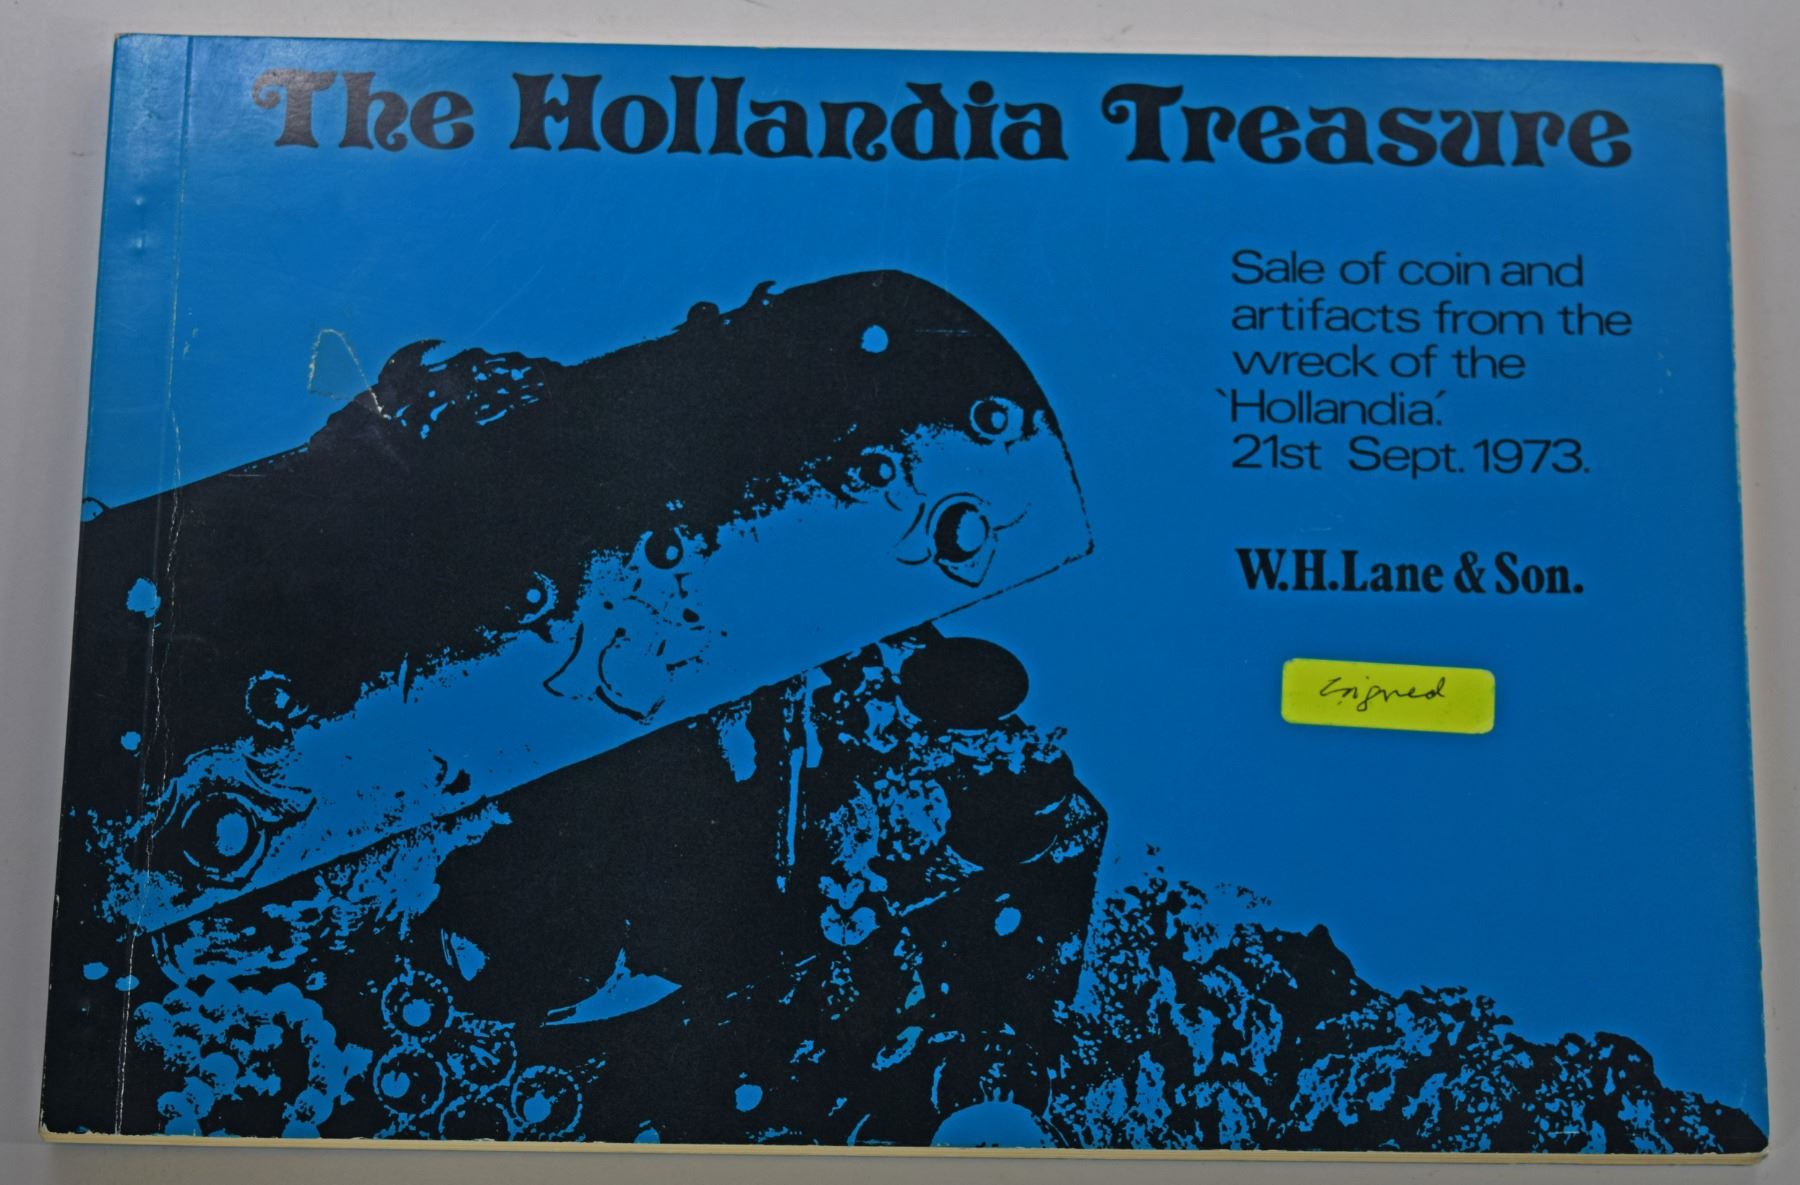 The Hollandia Treasure
Sale of coin and
artifacts from the
wreck of the
`Hollandia´.
21st Sept. 1973.
W.H.Lane & Son.
signed